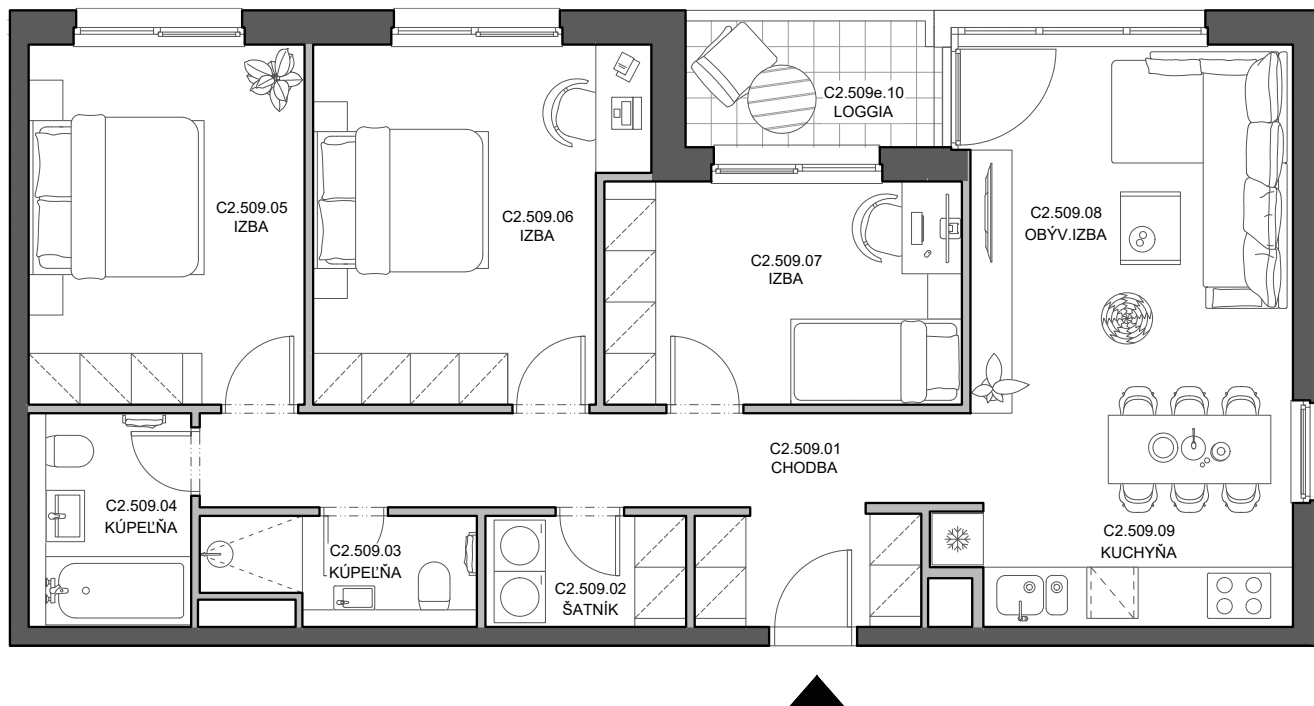 C2.509e.10
LOGGIA
C2.509.05
IZBA
C2.509.06
IZBA
C2.509.08
OBÝV.IZBA
C2.509.07
IZBA
C2.509.01
CHODBA
C2.509.04
KÚPEĽŇA
C2.509.03
KÚPEĽŇA
C2.509.02
ŠATNÍK
C2.509.09
KUCHYŇA